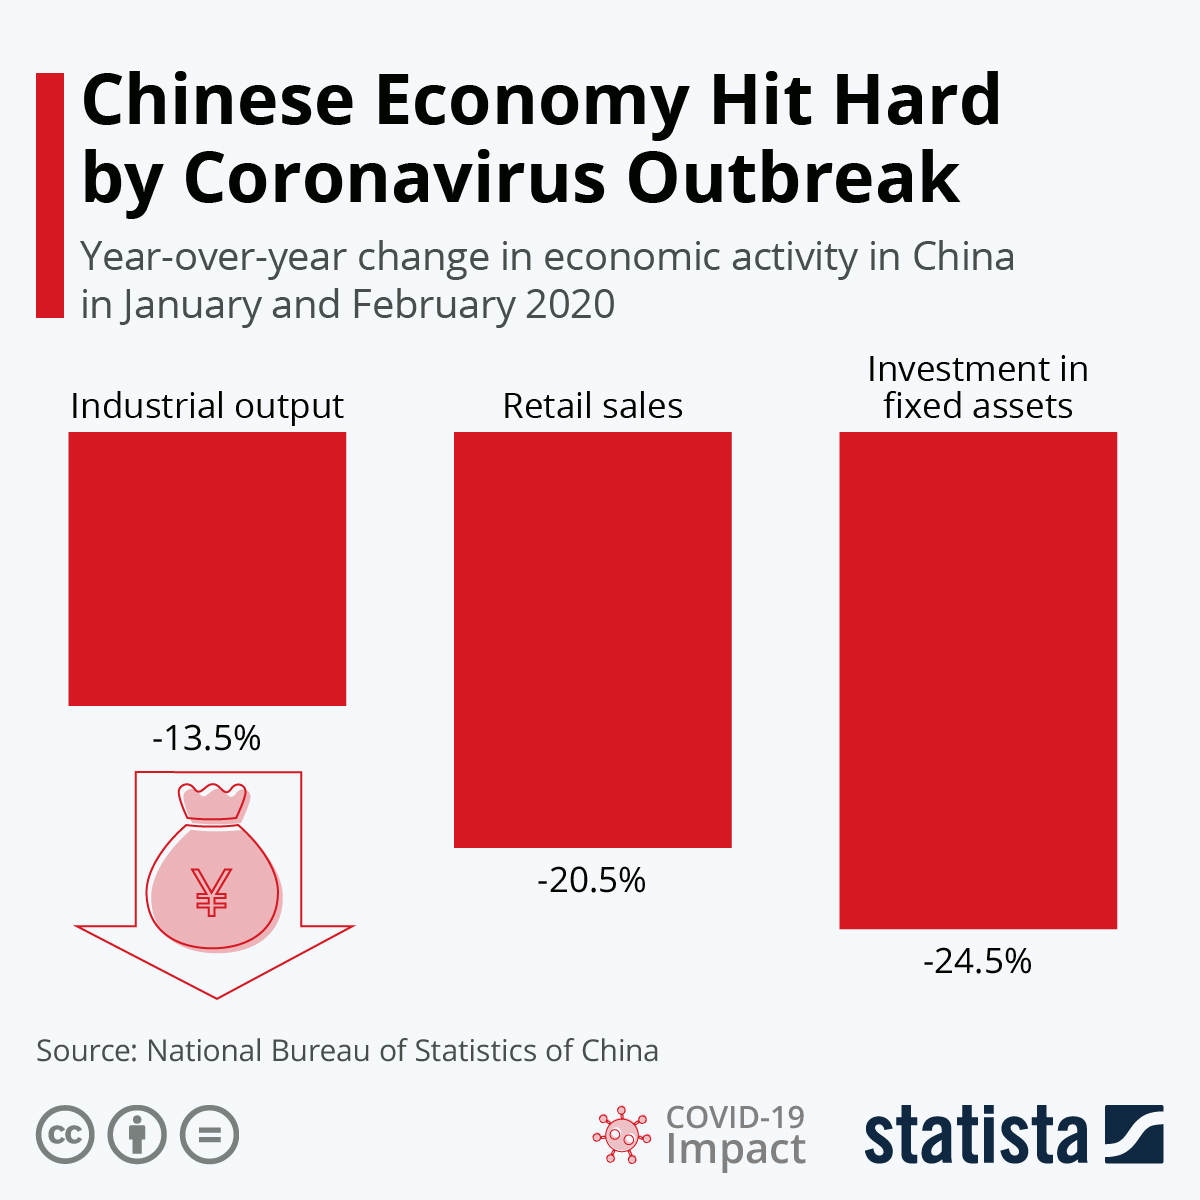 Chinese Economy Hit Hard
by Coronavirus Outbreak
Year-over-year change in economic activity in China
in January and February 2020
Industrial output
-13.5%
Retail sales
-20.5%
Investment in
fixed assets
-24.5%
¥
Source: National Bureau of Statistics of China
cc
COVID-19
Impact
statista